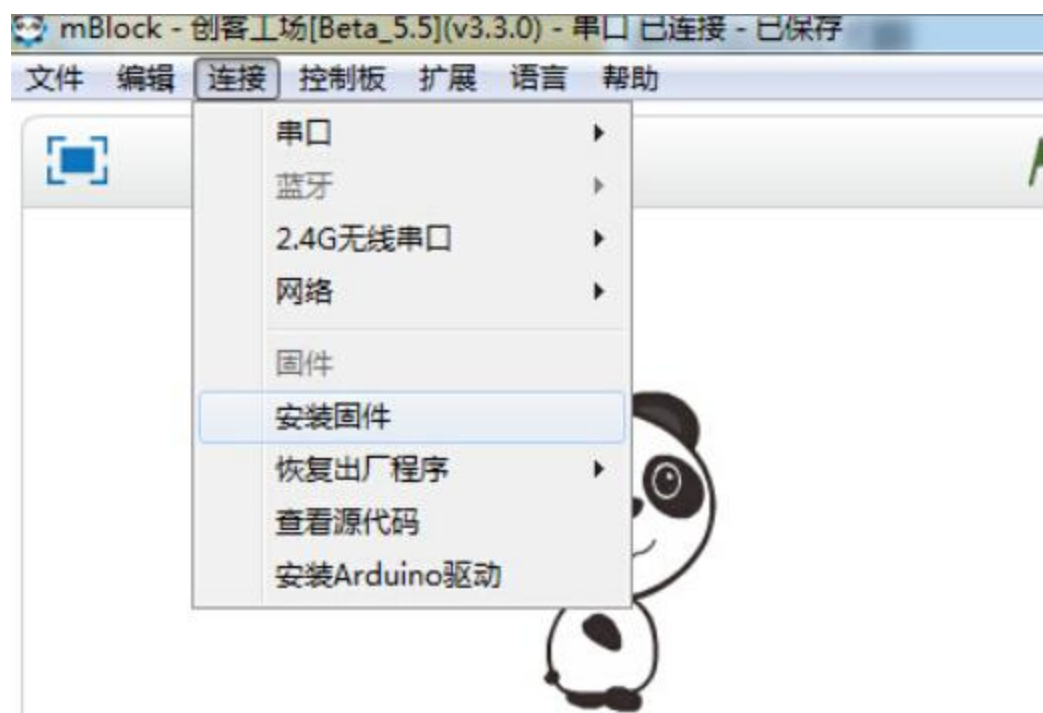 mBlock - 创客工场[Beta_5.5](v3.3.0) - 串口 已连接 - 已保存
文件 编辑 连接 控制板 扩展 语言 帮助
串口
蓝牙
2.4G无线串口
网络
固件
安装固件
恢复出厂程序
查看源代码
安装Arduino驱动